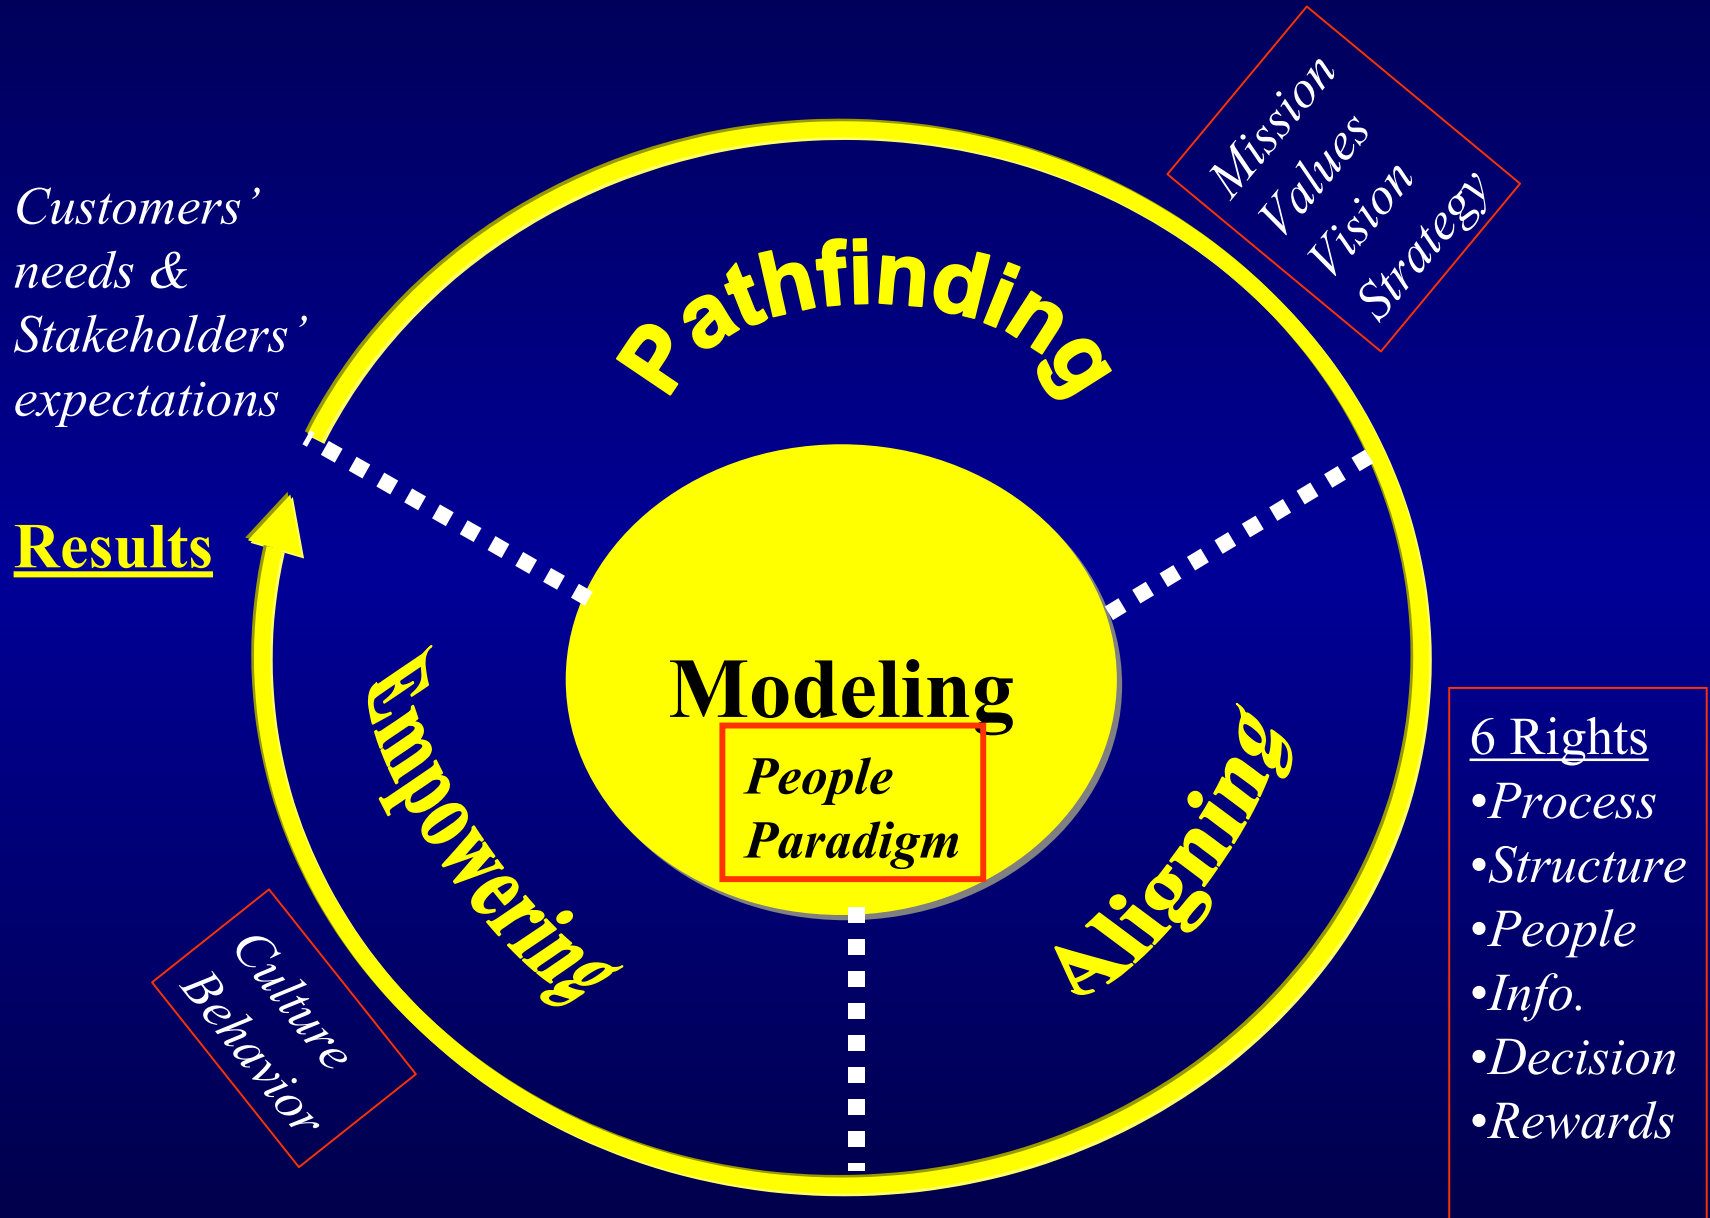 Customers’
needs &
Stakeholders’
expectations
Results
Mission
Values
Vision
Strategy
Pathfinding
Modeling
People
Paradigm
Empowering
Aligning
Culture
Behavior
6 Rights
•Process
•Structure
•People
•Info.
•Decision
•Rewards